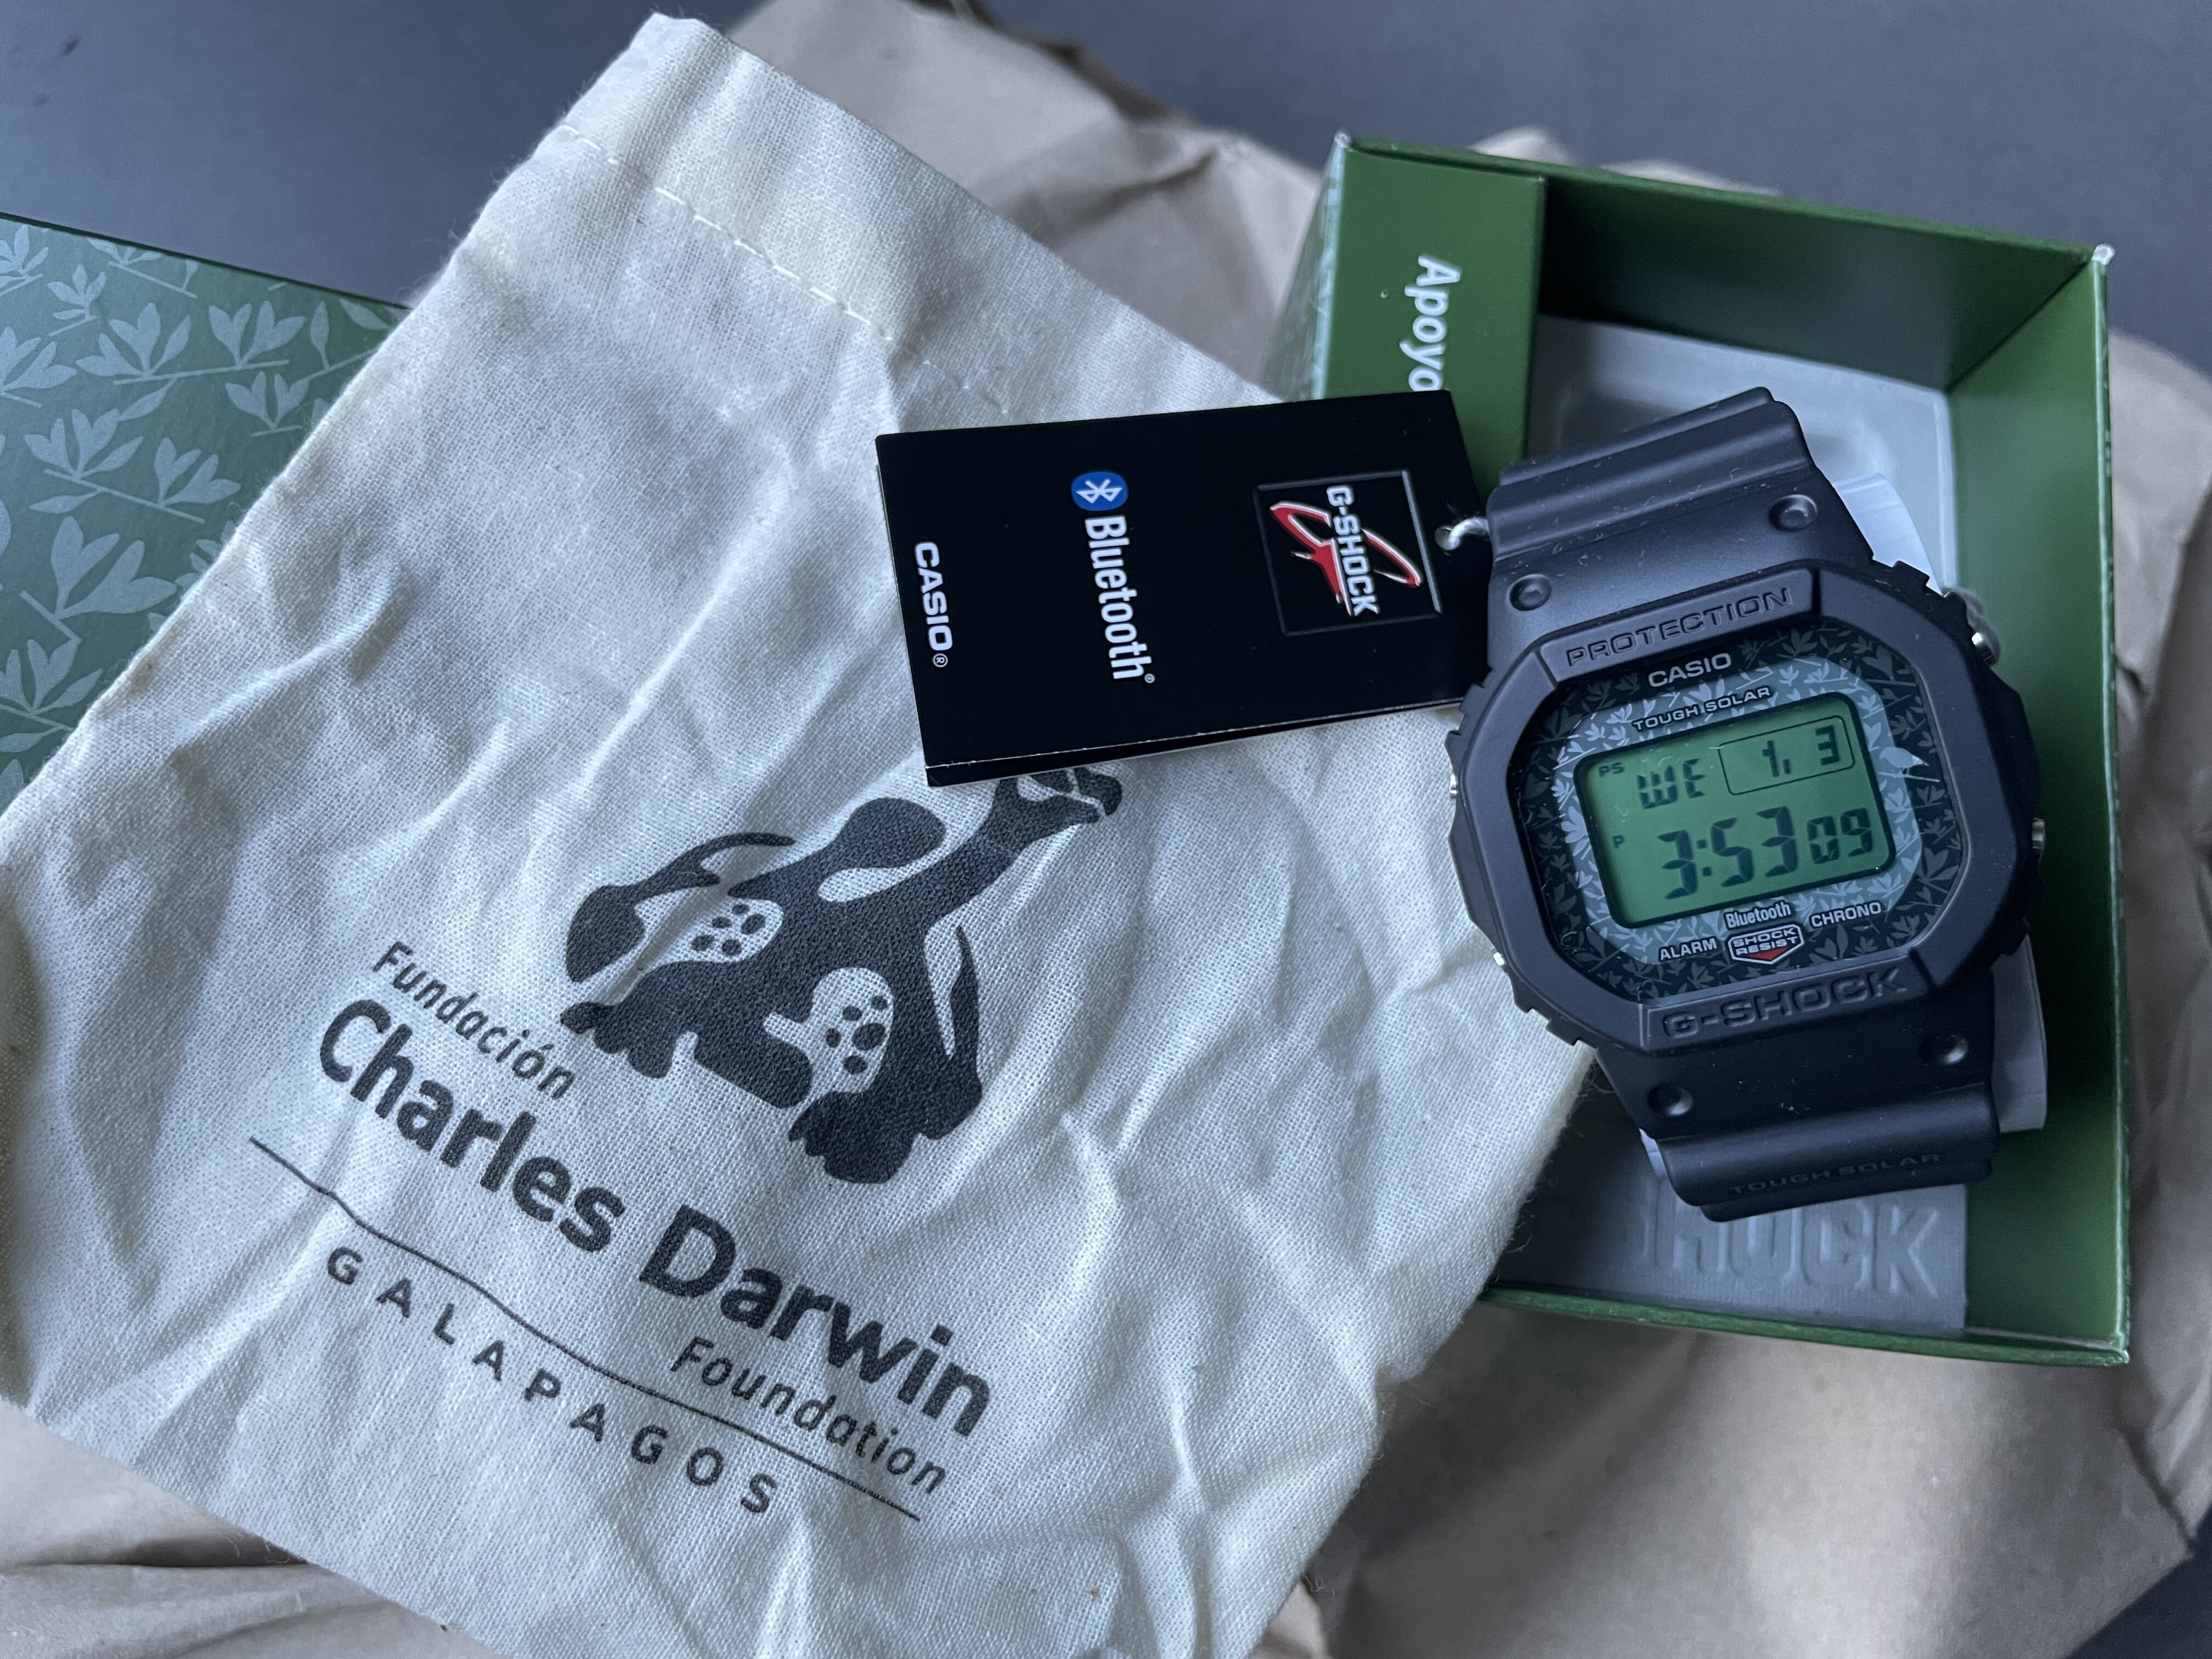 Apoyo
G-SHOCK
Bluetooth®
CASIO®
PROTECTION
CASIO
TOUGH SOLAR
PS WE 1. 3
P 3:53 09
Bluetooth
ALARM CHRONO
SHOCK
RESIST
G-SHOCK
TOUGH SOLAR
SHOCK
Fundación
Charles Darwin
Foundation
GALAPAGOS